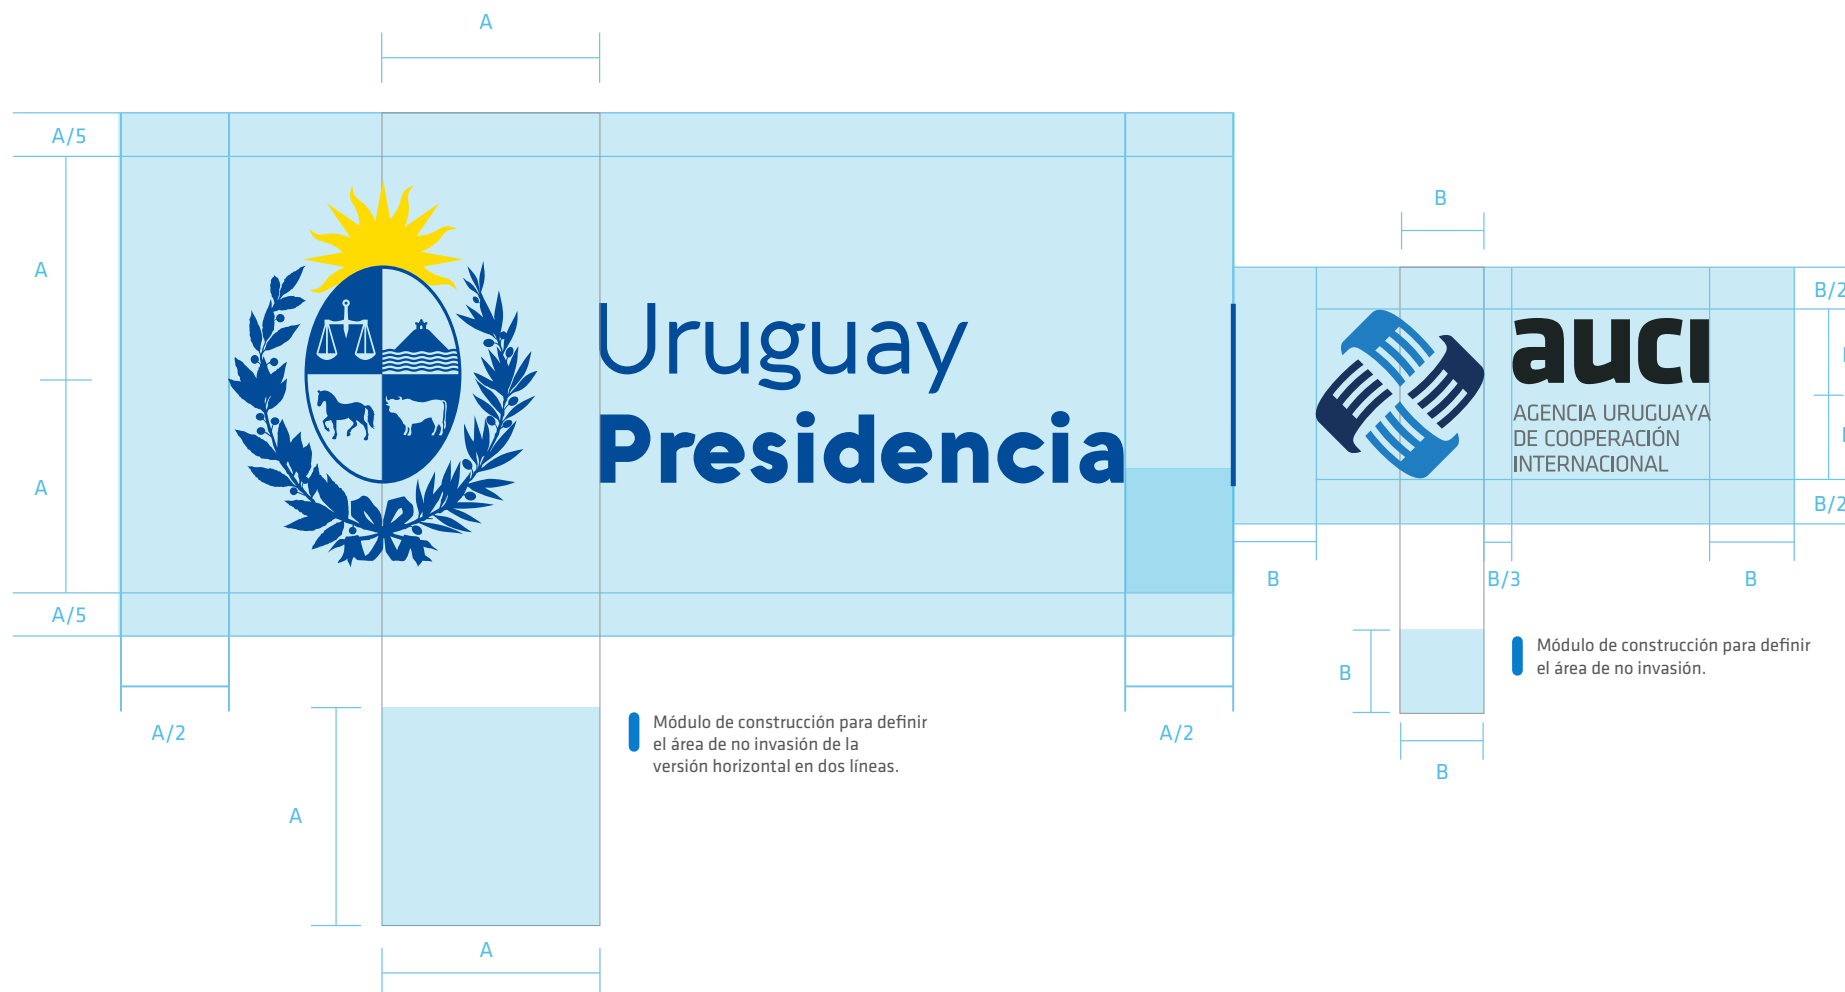 A
A/5
A
A
A/5
A/2
Uruguay
Presidencia
A/2
A
A
Módulo de construcción para definir
el área de no invasión de la
versión horizontal en dos líneas.
B
B/2
auci
AGENCIA URUGUAYA
DE COOPERACIÓN
INTERNACIONAL
B/2
B
B/3
B
B
B
Módulo de construcción para definir
el área de no invasión.